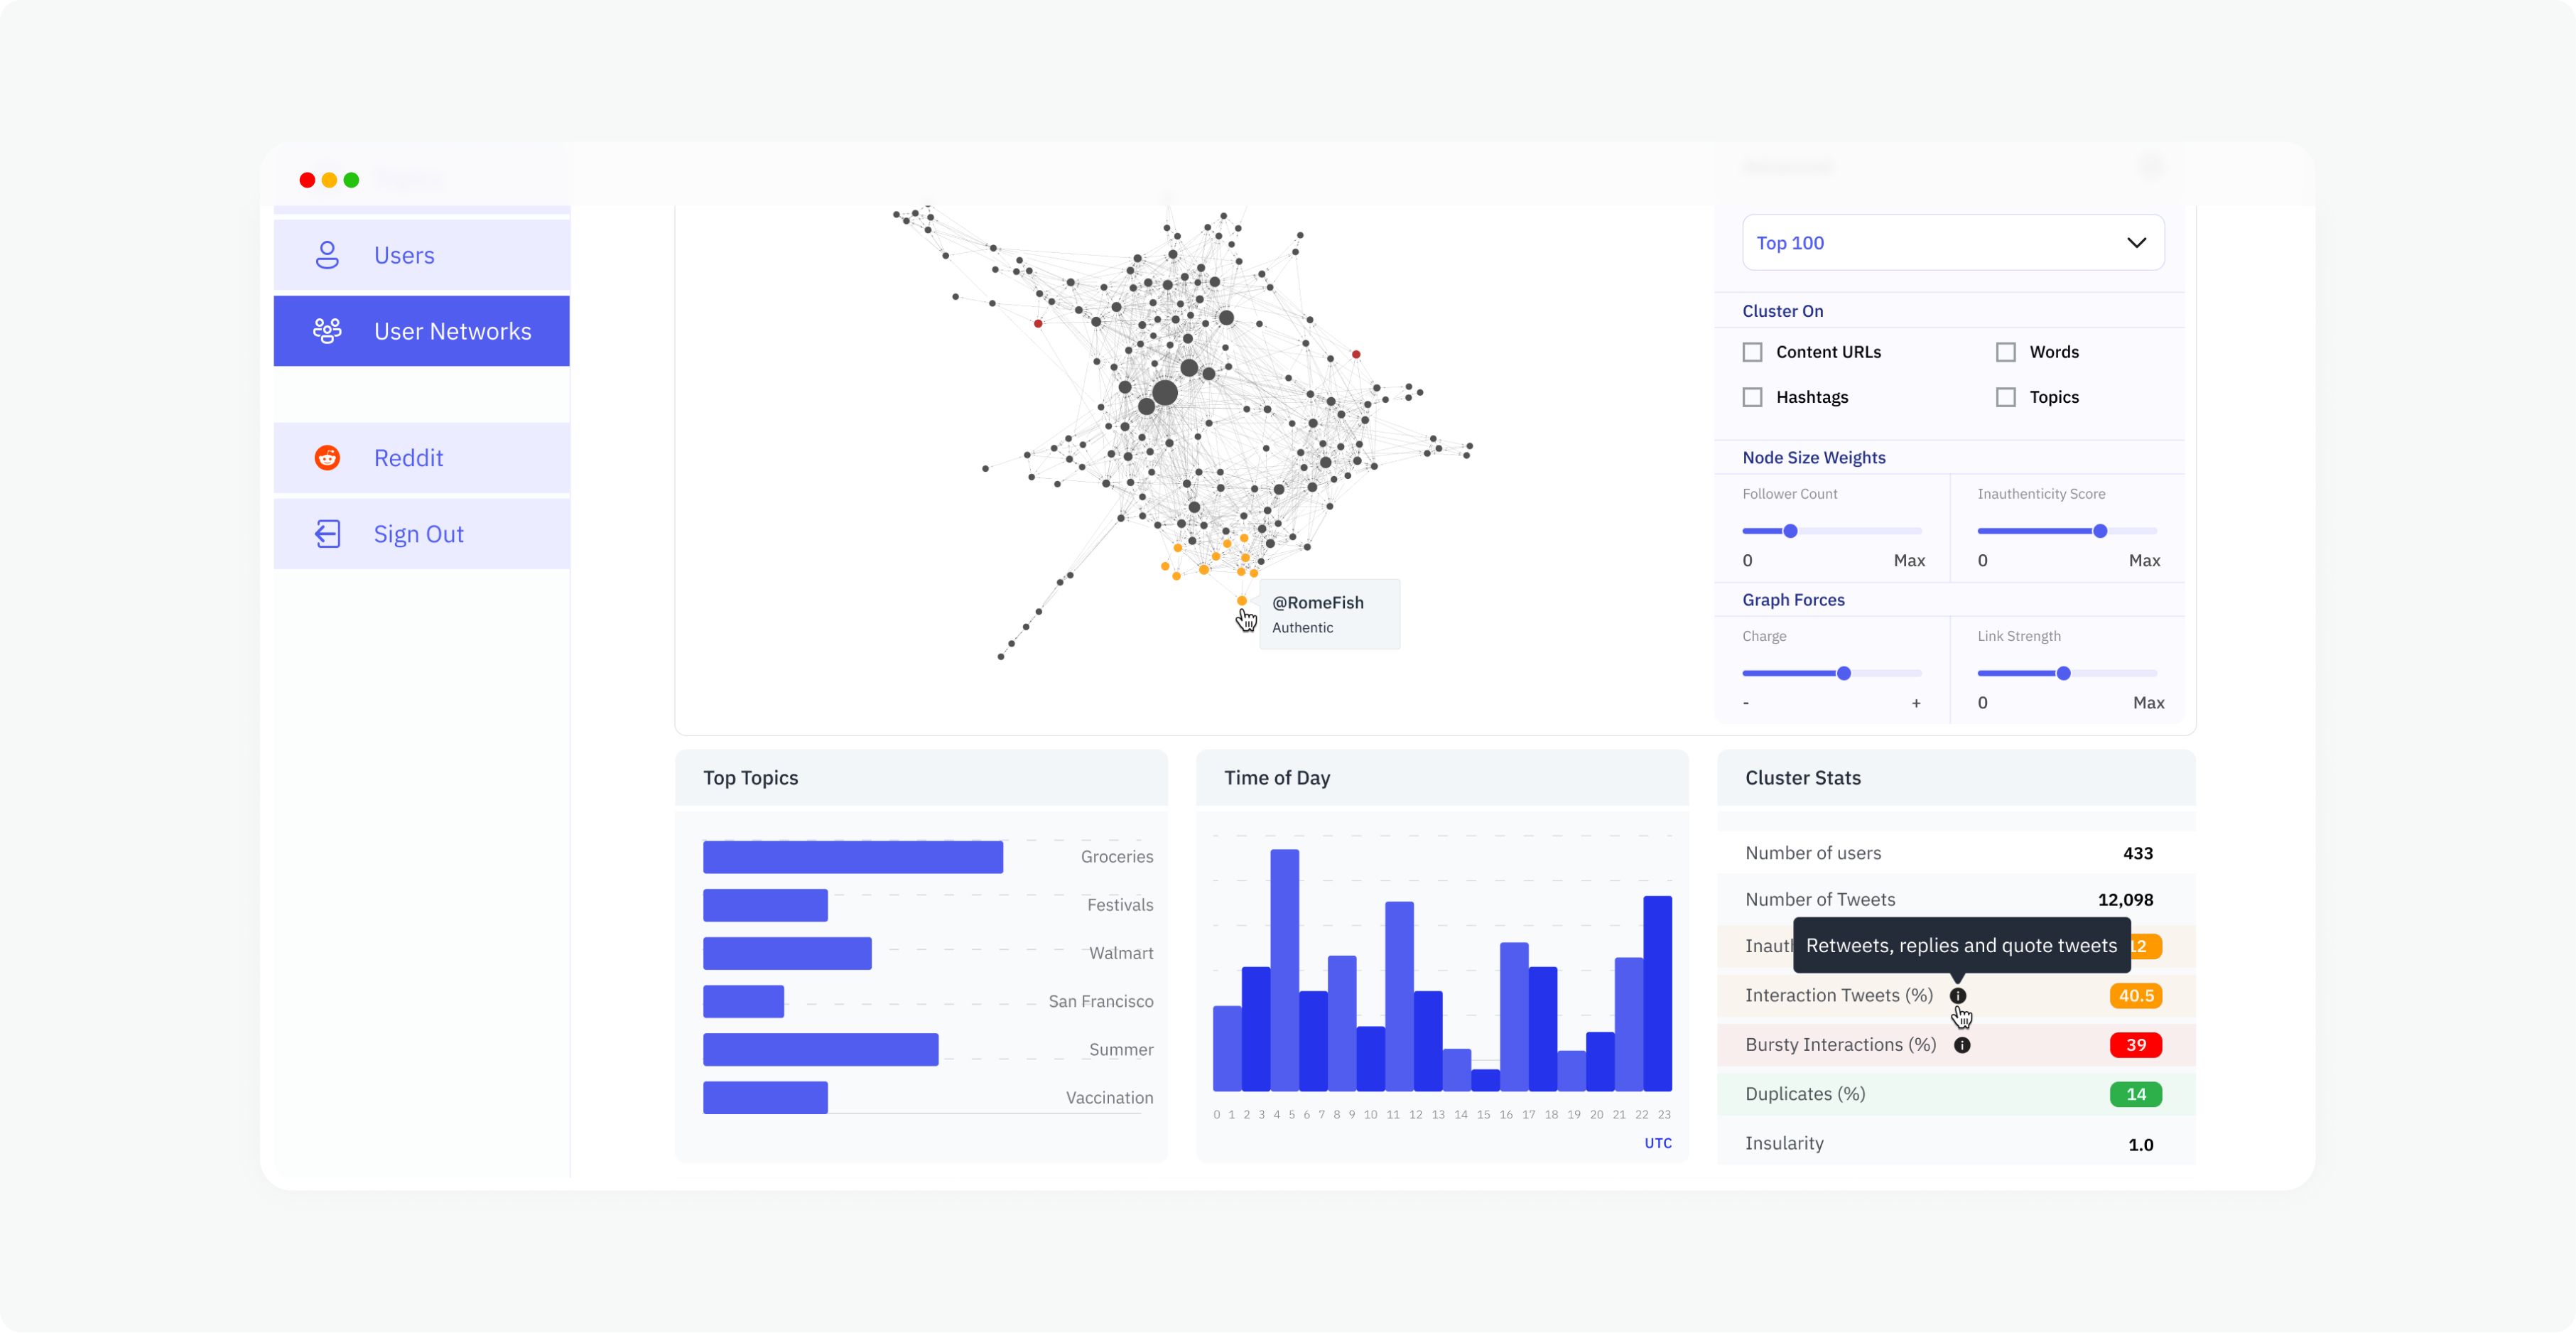 Users
User Networks
Reddit
Sign Out
@RomeFish
Authentic
Top 100
Cluster On
Content URLs
Words
Hashtags
Topics
Node Size Weights
Follower Count
Inauthenticity Score
0
Max
0
Max
Graph Forces
Charge
Link Strength
-
+
0
Max
Top Topics
Groceries
Festivals
Walmart
San Francisco
Summer
Vaccination
Time of Day
0 1 2 3 4 5 6 7 8 9 10 11 12 13 14 15 16 17 18 19 20 21 22 23
UTC
Cluster Stats
Number of users 433
Number of Tweets 12,098
Retweets, replies and quote tweets
Interaction Tweets (%) 40.5
Bursty Interactions (%) 39
Duplicates (%) 14
Insularity 1.0